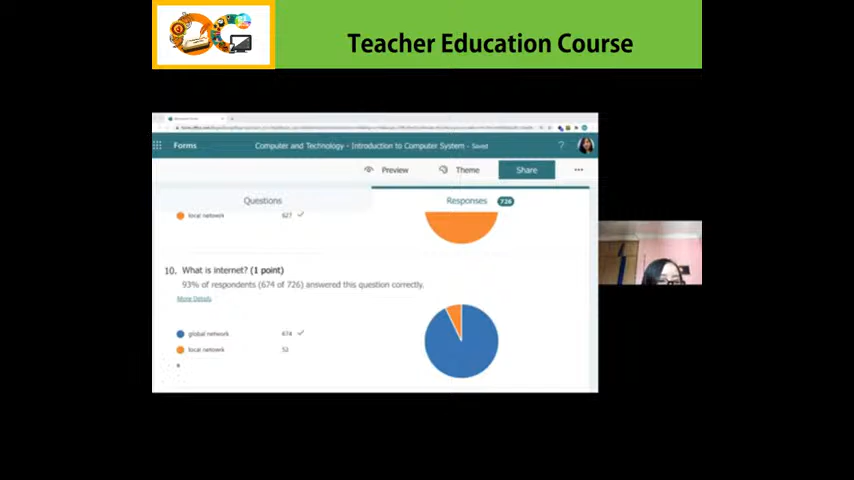 OG
Teacher Education Course
Forms
Computer and Technology - Introduction to Computer System - Saved
?
Preview
Theme
Share
Questions
Responses 726
local network 627
10. What is internet? (1 point)
93% of respondents (674 of 726) answered this question correctly.
More Details
global network 674
local network 52